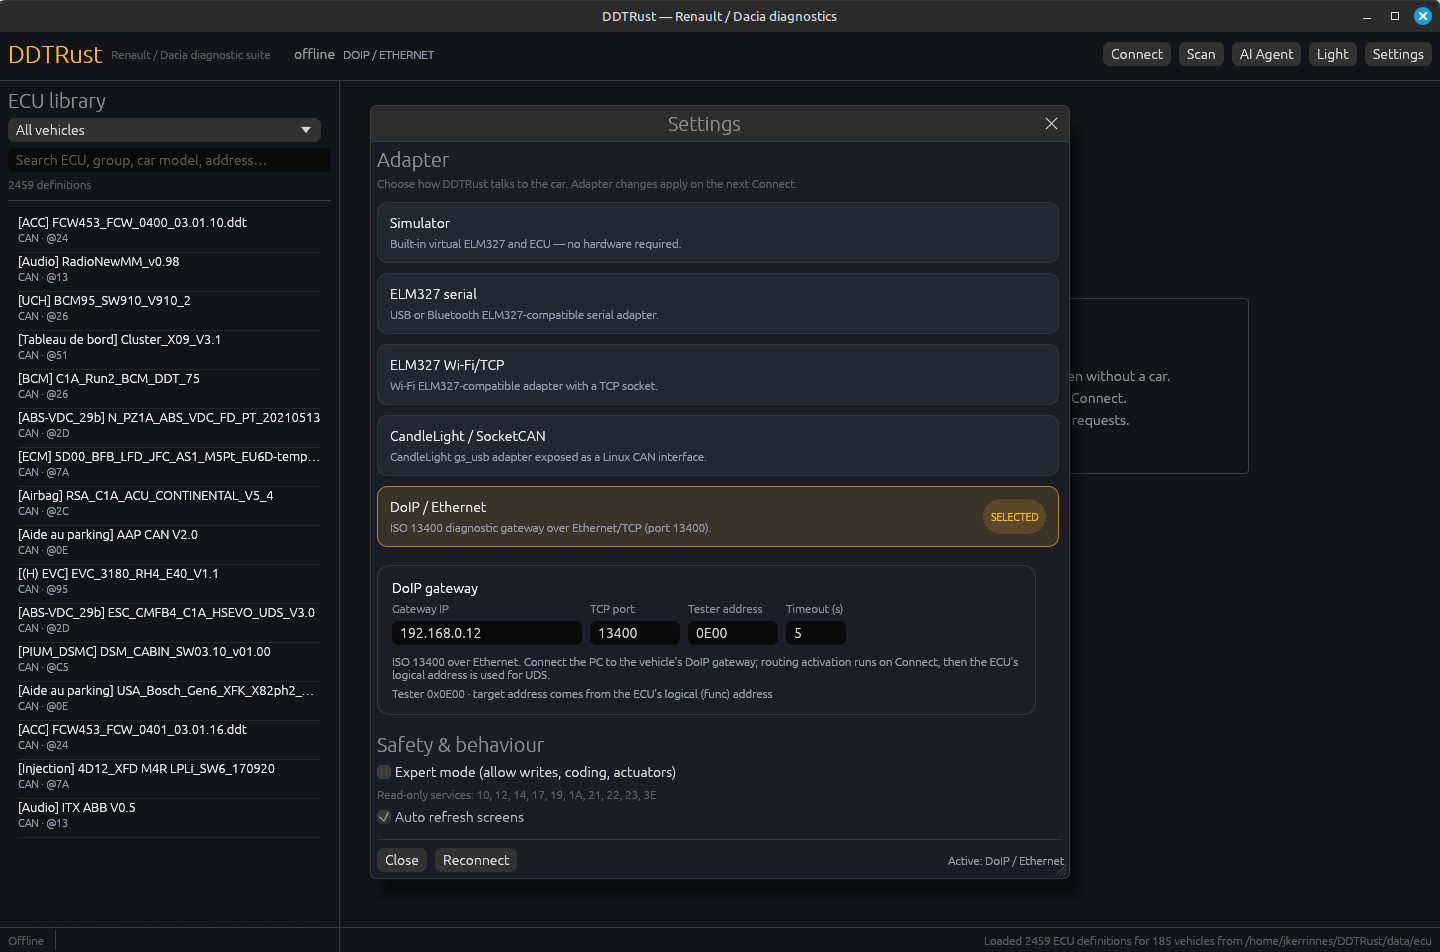 DDTRust — Renault / Dacia diagnostics
DDTRust Renault / Dacia diagnostic suite offline DOIP / ETHERNET Connect Scan AI Agent Light Settings
ECU library
All vehicles
Search ECU, group, car model, address...
2459 definitions
[ACC] FCW453_FCW_0400_03.01.10.ddt
CAN · @24
[Audio] RadioNewMM_v0.98
CAN · @13
[UCH] BCM95_SW910_V910_2
CAN · @26
[Tableau de bord] Cluster_X09_V3.1
CAN · @51
[BCM] C1A_Run2_BCM_DDT_75
CAN · @26
[ABS-VDC_29b] N_PZ1A_ABS_VDC_FD_PT_20210513
CAN · @2D
[ECM] 5D00_BFB_LFD_JFC_AS1_M5Pt_EU6D-temp...
CAN · @7A
[Airbag] RSA_C1A_ACU_CONTINENTAL_V5_4
CAN · @2C
[Aide au parking] AAP CAN V2.0
CAN · @0E
[(H) EVC] EVC_3180_RH4_E40_V1.1
CAN · @95
[ABS-VDC_29b] ESC_CMFB4_C1A_HSEVO_UDS_V3.0
CAN · @2D
[PIUM_DSMC] DSM_CABIN_SW03.10_v01.00
CAN · @C5
[Aide au parking] USA_Bosch_Gen6_XFK_X82ph2_...
CAN · @0E
[ACC] FCW453_FCW_0401_03.01.16.ddt
CAN · @24
[Injection] 4D12_XFD M4R LPLi_SW6_170920
CAN · @7A
[Audio] ITX ABB V0.5
CAN · @13
Settings
Adapter
Choose how DDTRust talks to the car. Adapter changes apply on the next Connect.
Simulator
Built-in virtual ELM327 and ECU — no hardware required.
ELM327 serial
USB or Bluetooth ELM327-compatible serial adapter.
ELM327 Wi-Fi/TCP
Wi-Fi ELM327-compatible adapter with a TCP socket.
CandleLight / SocketCAN
CandleLight gs_usb adapter exposed as a Linux CAN interface.
DoIP / Ethernet
ISO 13400 diagnostic gateway over Ethernet/TCP (port 13400).
SELECTED
DoIP gateway
Gateway IP TCP port Tester address Timeout (s)
192.168.0.12 13400 0E00 5
ISO 13400 over Ethernet. Connect the PC to the vehicle's DoIP gateway; routing activation runs on Connect, then the ECU's
logical address is used for UDS.
Tester 0x0E00 · target address comes from the ECU's logical (func) address
Safety & behaviour
Expert mode (allow writes, coding, actuators)
Read-only services: 10, 12, 14, 17, 19, 1A, 21, 22, 23, 3E
Auto refresh screens
Close Reconnect Active: DoIP / Ethernet
en without a car.
Connect.
requests.
Offline Loaded 2459 ECU definitions for 185 vehicles from /home/jkerrinnes/DDTRust/data/ecu